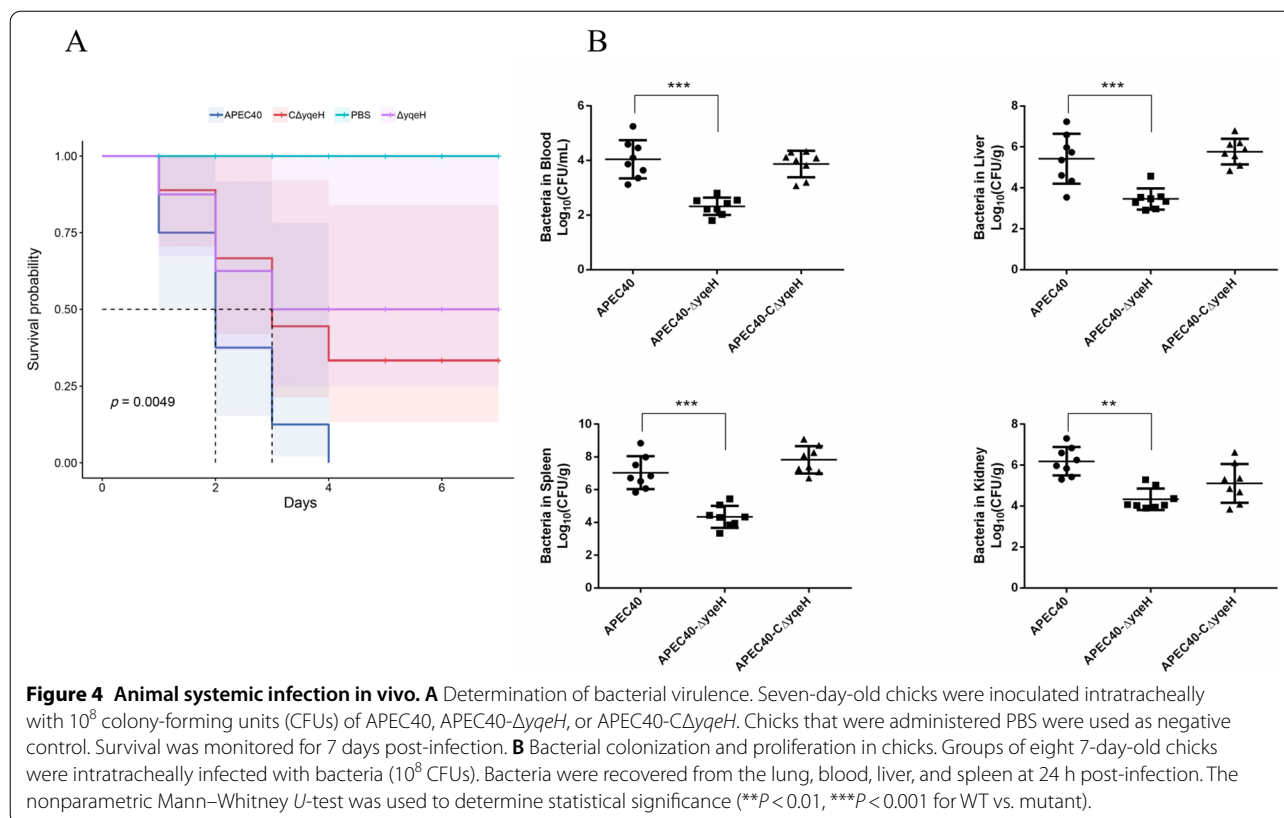 A
B
APEC40 CΔyqeH PBS ΔyqeH
Survival probability
1.00
0.75
0.50
0.25
0.00
p = 0.0049
0 2 4 6
Days
Bacteria in Blood
Log10(CFU/mL)
6
4
2
0
***
APEC40
APEC40-ΔyqeH
APEC40-CΔyqeH
Bacteria in Liver
Log10(CFU/g)
8
6
4
2
0
***
APEC40
APEC40-ΔyqeH
APEC40-CΔyqeH
Bacteria in Spleen
Log10(CFU/g)
10
8
6
4
2
0
***
APEC40
APEC40-ΔyqeH
APEC40-CΔyqeH
Bacteria in Kidney
Log10(CFU/g)
8
6
4
2
0
**
APEC40
APEC40-ΔyqeH
APEC40-CΔyqeH
Figure 4 Animal systemic infection in vivo. A Determination of bacterial virulence. Seven-day-old chicks were inoculated intratracheally
with 10⁸ colony-forming units (CFUs) of APEC40, APEC40-ΔyqeH, or APEC40-CΔyqeH. Chicks that were administered PBS were used as negative
control. Survival was monitored for 7 days post-infection. B Bacterial colonization and proliferation in chicks. Groups of eight 7-day-old chicks
were intratracheally infected with bacteria (10⁸ CFUs). Bacteria were recovered from the lung, blood, liver, and spleen at 24 h post-infection. The
nonparametric Mann–Whitney U-test was used to determine statistical significance (**P < 0.01, ***P < 0.001 for WT vs. mutant).